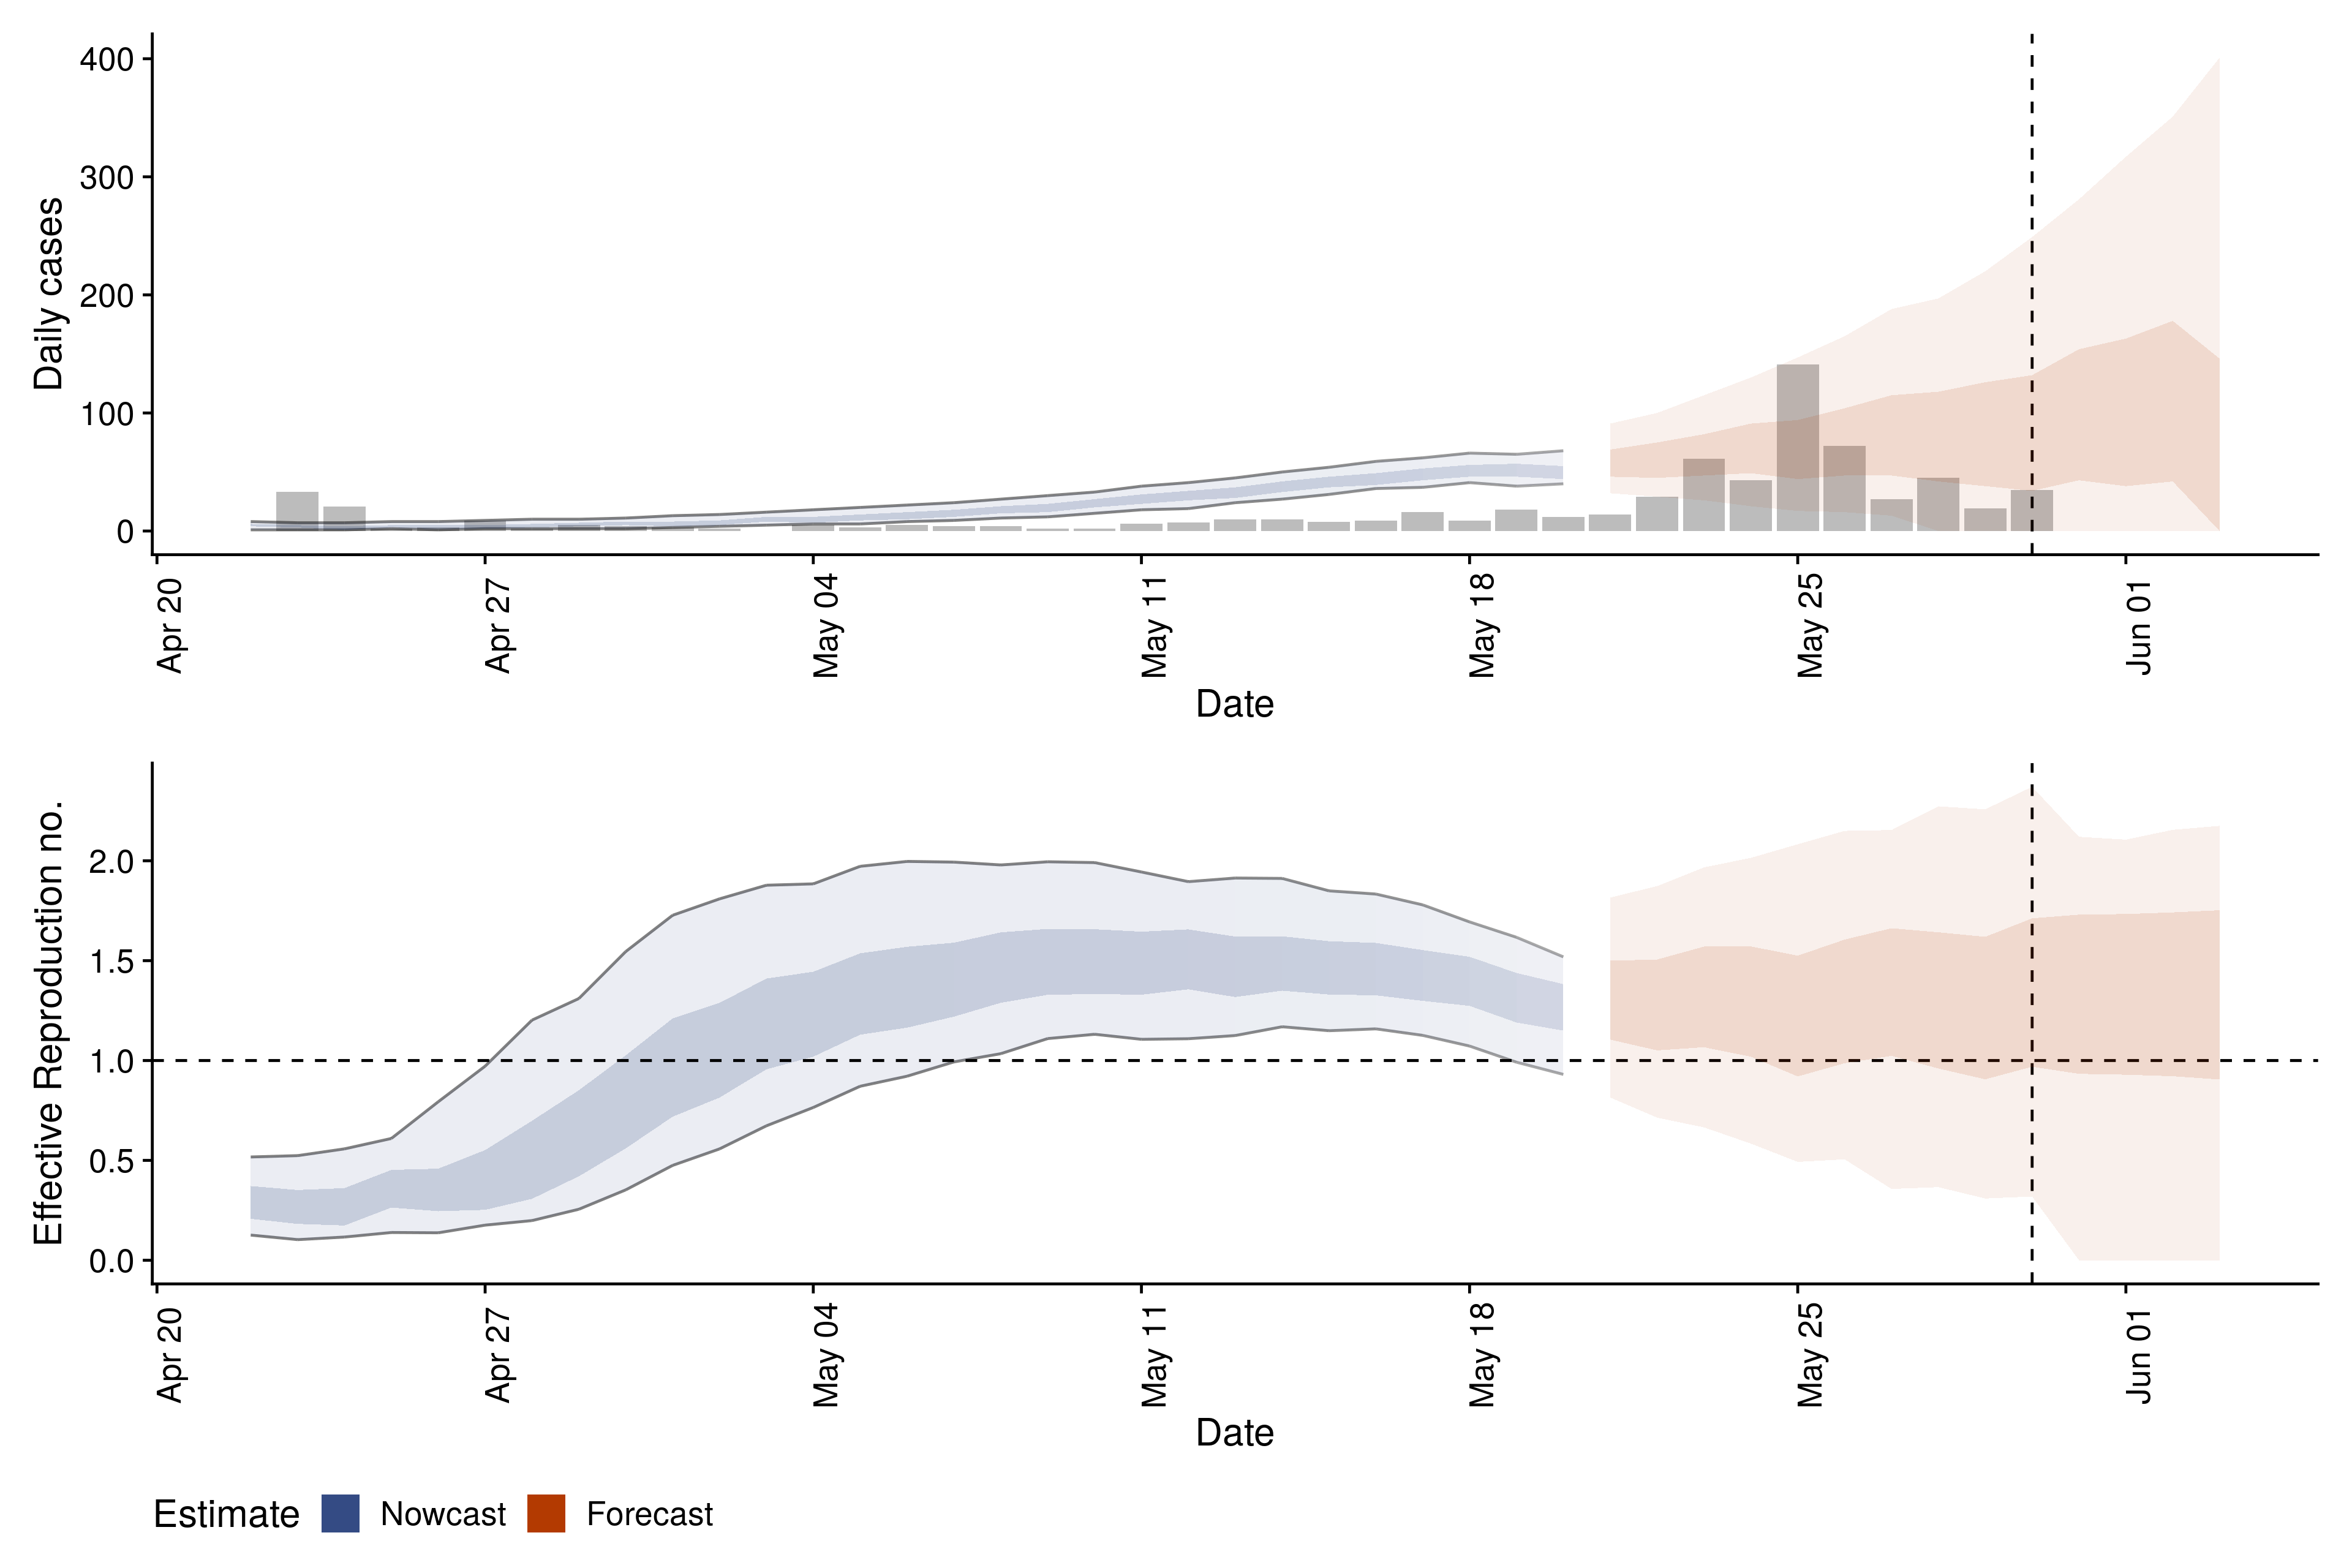 400
300
200
100
0
Daily cases
Apr 20
Apr 27
May 04
May 11
May 18
May 25
Jun 01
Date
2.0
1.5
1.0
0.5
0.0
Effective Reproduction no.
Apr 20
Apr 27
May 04
May 11
May 18
May 25
Jun 01
Date
Estimate Nowcast Forecast